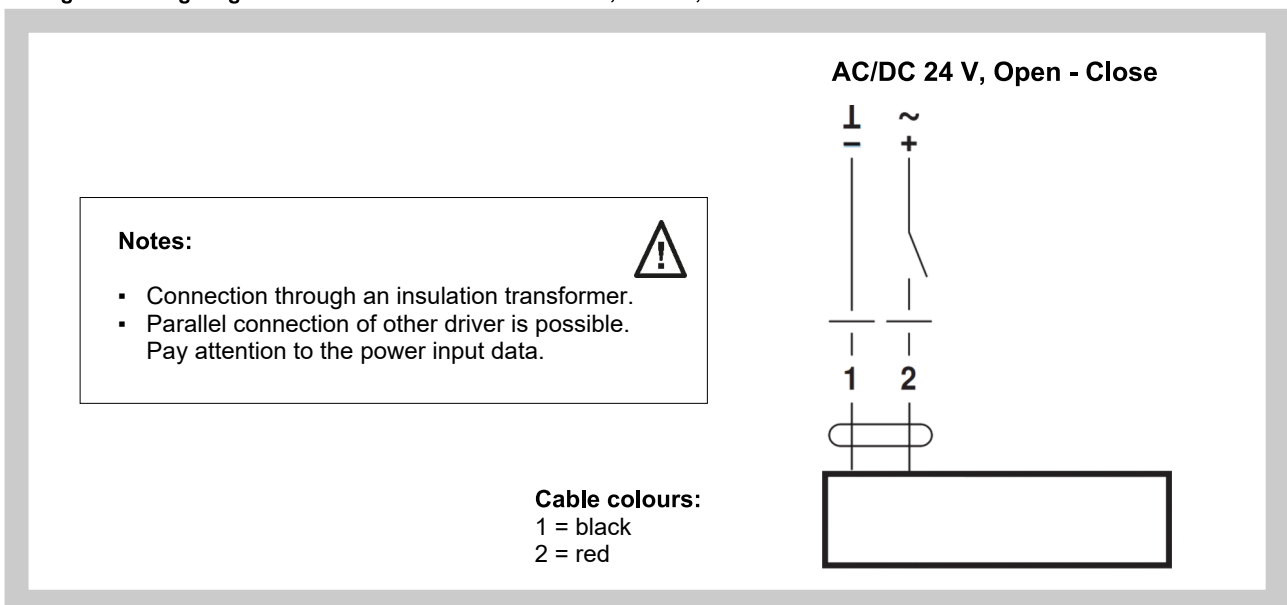 AC/DC 24 V, Open - Close
⊥ ~
– +
Notes:
▪ Connection through an insulation transformer.
▪ Parallel connection of other driver is possible.
Pay attention to the power input data.
1 2
Cable colours:
1 = black
2 = red